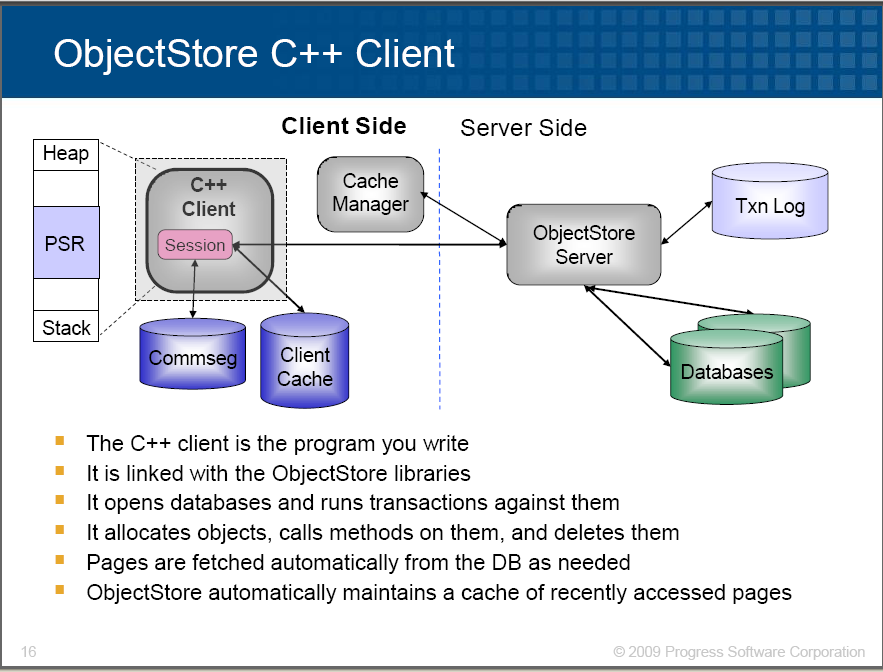 ObjectStore C++ Client
Client Side
Server Side
Heap
PSR
Stack
C++
Client
Session
Cache
Manager
ObjectStore
Server
Txn Log
Commseg
Client
Cache
Databases
The C++ client is the program you write
It is linked with the ObjectStore libraries
It opens databases and runs transactions against them
It allocates objects, calls methods on them, and deletes them
Pages are fetched automatically from the DB as needed
ObjectStore automatically maintains a cache of recently accessed pages
16
© 2009 Progress Software Corporation